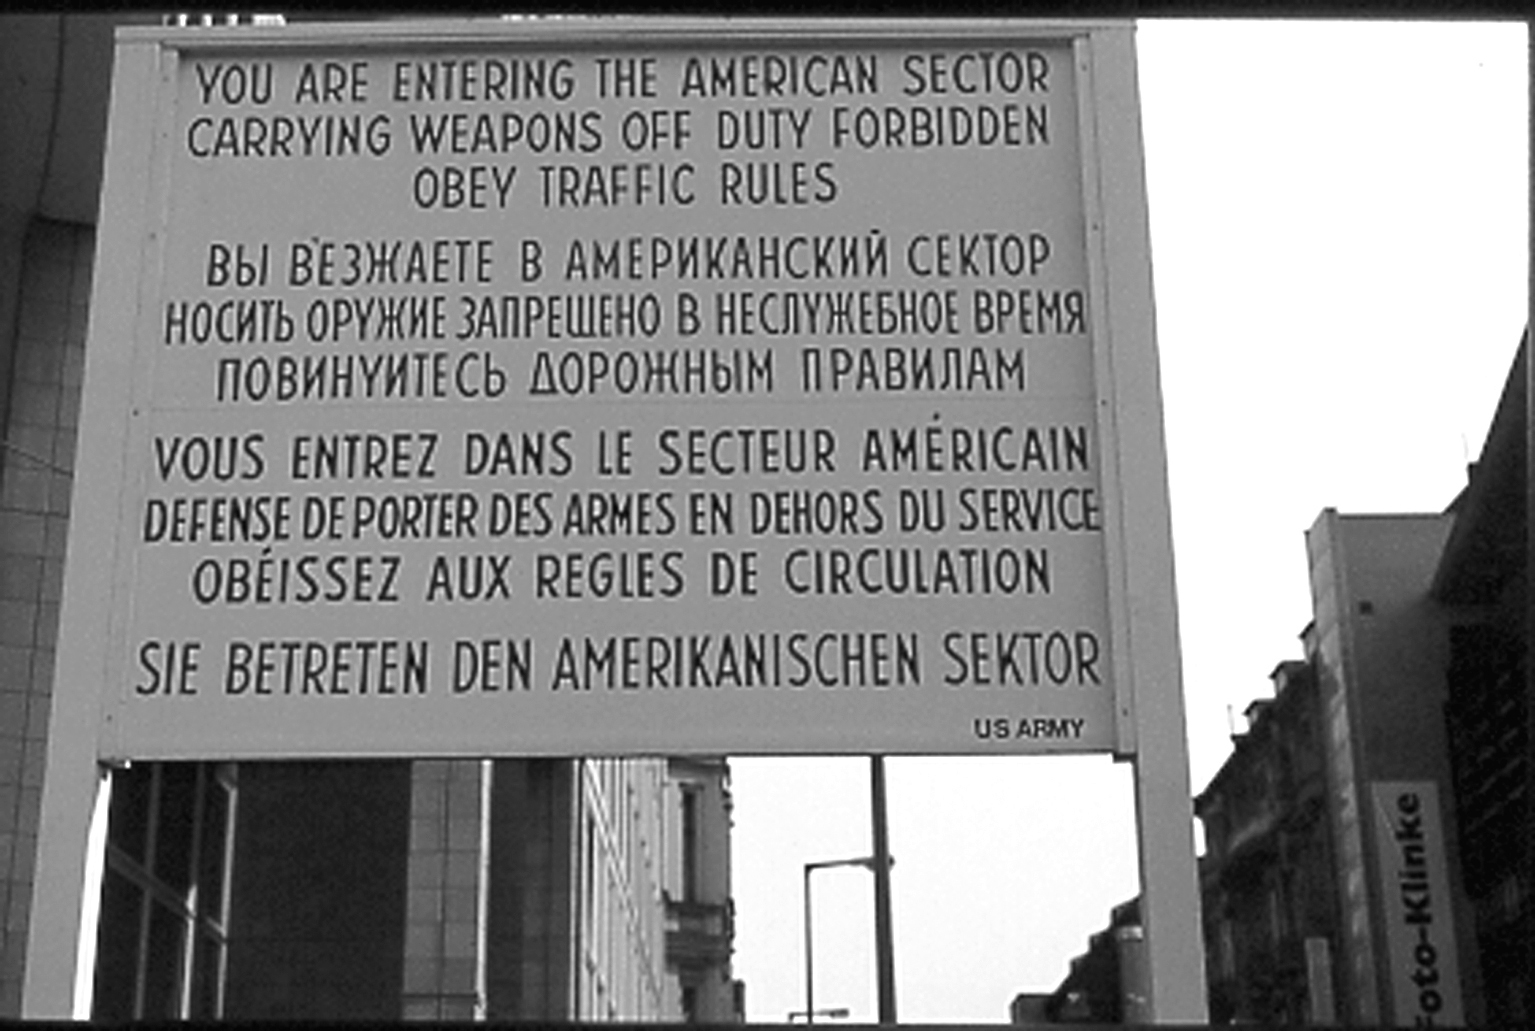 YOU ARE ENTERING THE AMERICAN SECTOR
CARRYING WEAPONS OFF DUTY FORBIDDEN
OBEY TRAFFIC RULES
ВЫ ВЪЕЗЖАЕТЕ В АМЕРИКАНСКИЙ СЕКТОР
НОСИТЬ ОРУЖИЕ ЗАПРЕЩЕНО В НЕСЛУЖЕБНОЕ ВРЕМЯ
ПОВИНУИТЕСЬ ДОРОЖНЫМ ПРАВИЛАМ
VOUS ENTREZ DANS LE SECTEUR AMÉRICAIN
DEFENSE DE PORTER DES ARMES EN DEHORS DU SERVICE
OBÉISSEZ AUX REGLES DE CIRCULATION
SIE BETRETEN DEN AMERIKANISCHEN SEKTOR
US ARMY
oto-Klinke